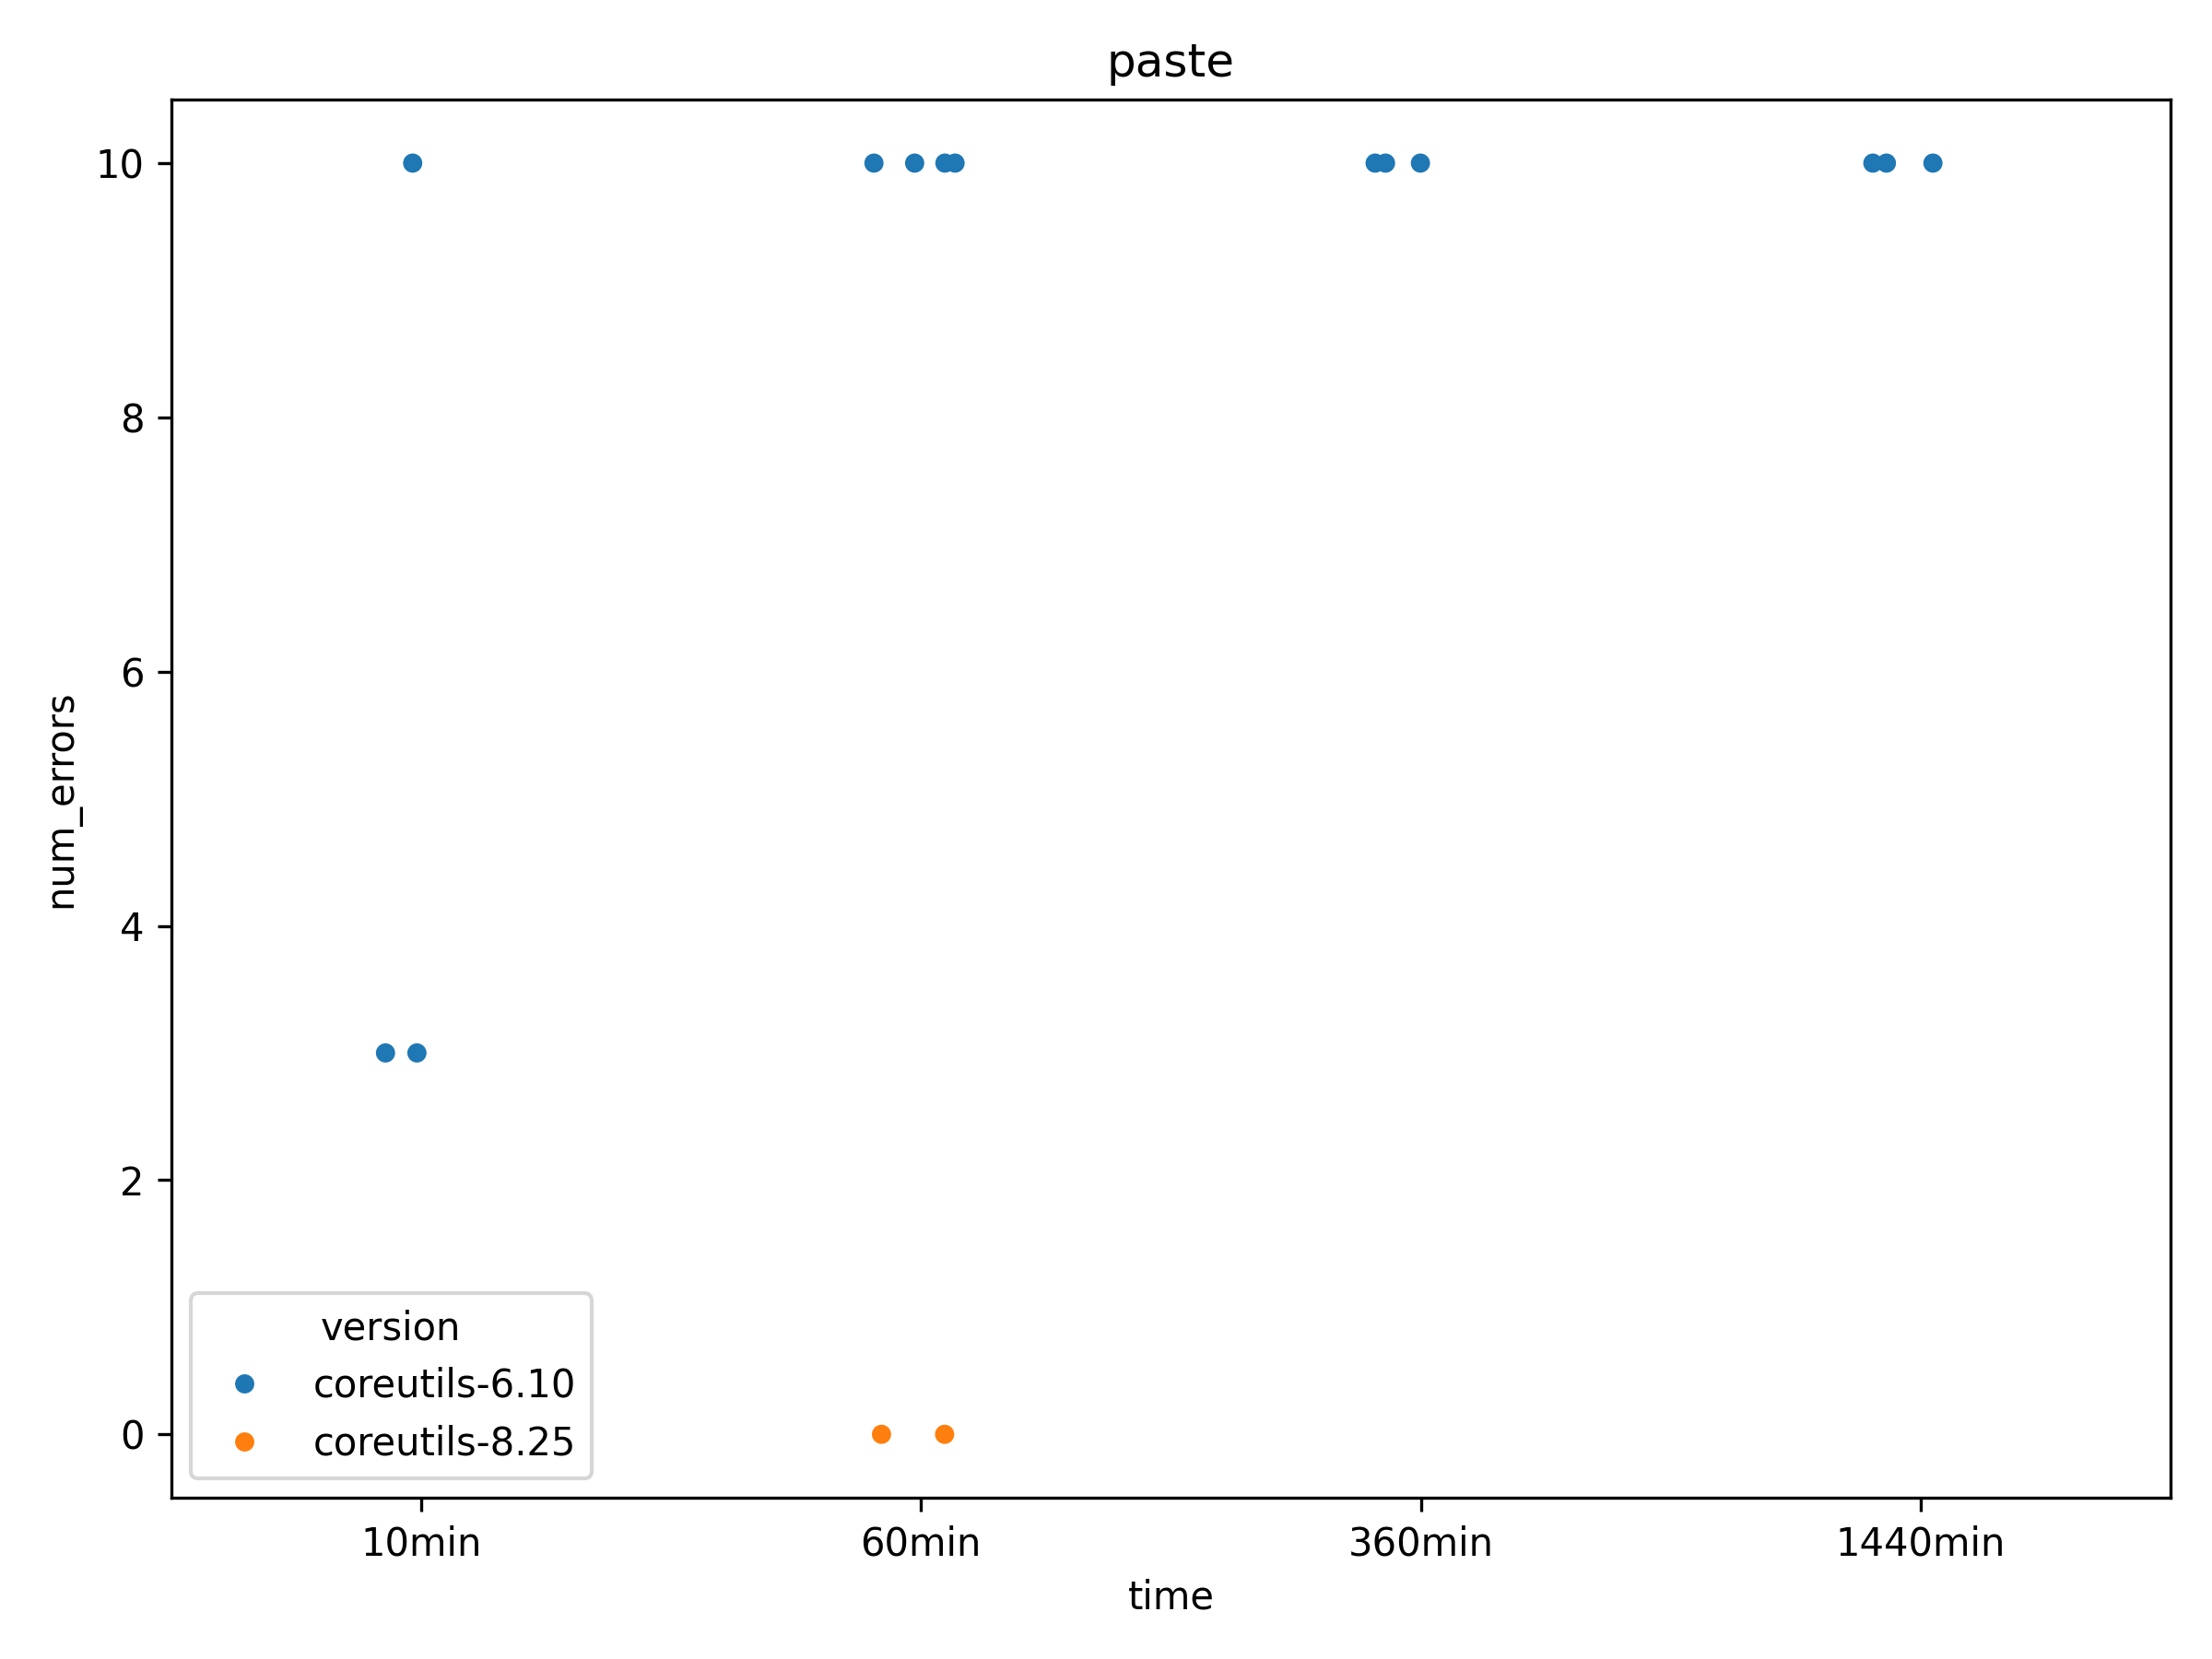 paste
10
8
6
4
2
0
num_errors
version
coreutils-6.10
coreutils-8.25
10min
60min
360min
1440min
time